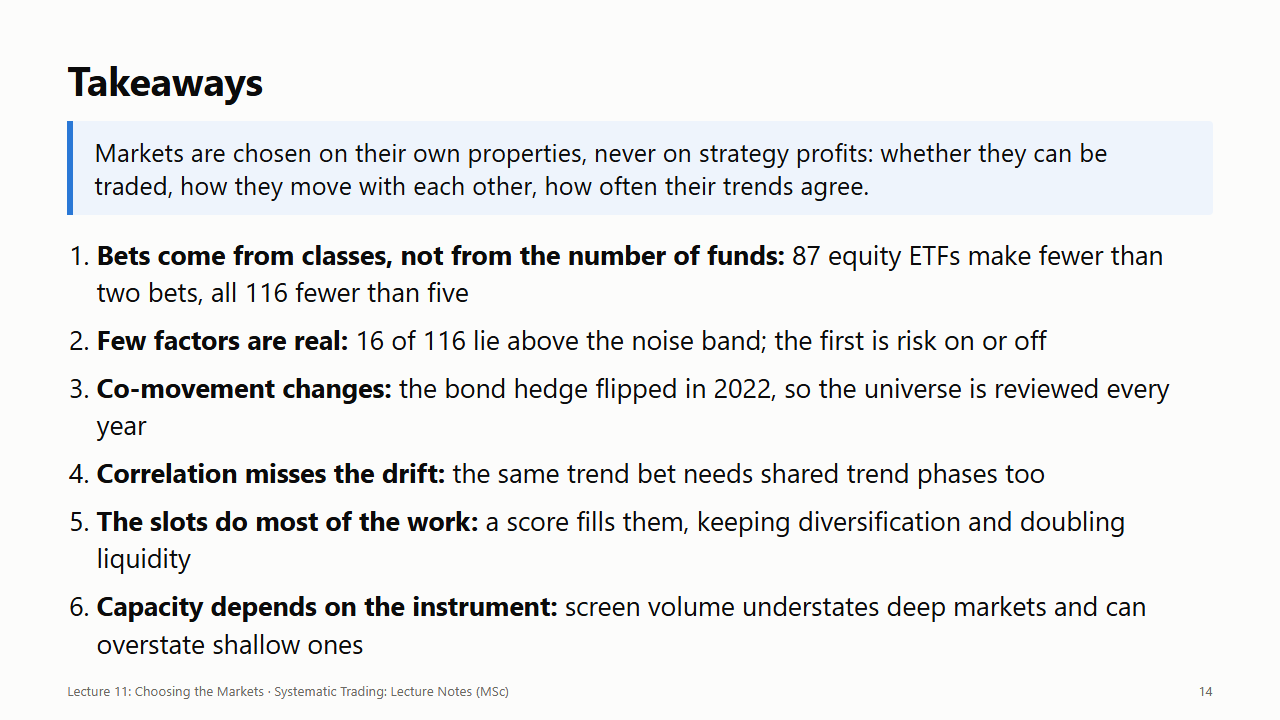 Takeaways
Markets are chosen on their own properties, never on strategy profits: whether they can be
traded, how they move with each other, how often their trends agree.
1. Bets come from classes, not from the number of funds: 87 equity ETFs make fewer than
two bets, all 116 fewer than five
2. Few factors are real: 16 of 116 lie above the noise band; the first is risk on or off
3. Co-movement changes: the bond hedge flipped in 2022, so the universe is reviewed every
year
4. Correlation misses the drift: the same trend bet needs shared trend phases too
5. The slots do most of the work: a score fills them, keeping diversification and doubling
liquidity
6. Capacity depends on the instrument: screen volume understates deep markets and can
overstate shallow ones
Lecture 11: Choosing the Markets · Systematic Trading: Lecture Notes (MSc)
14